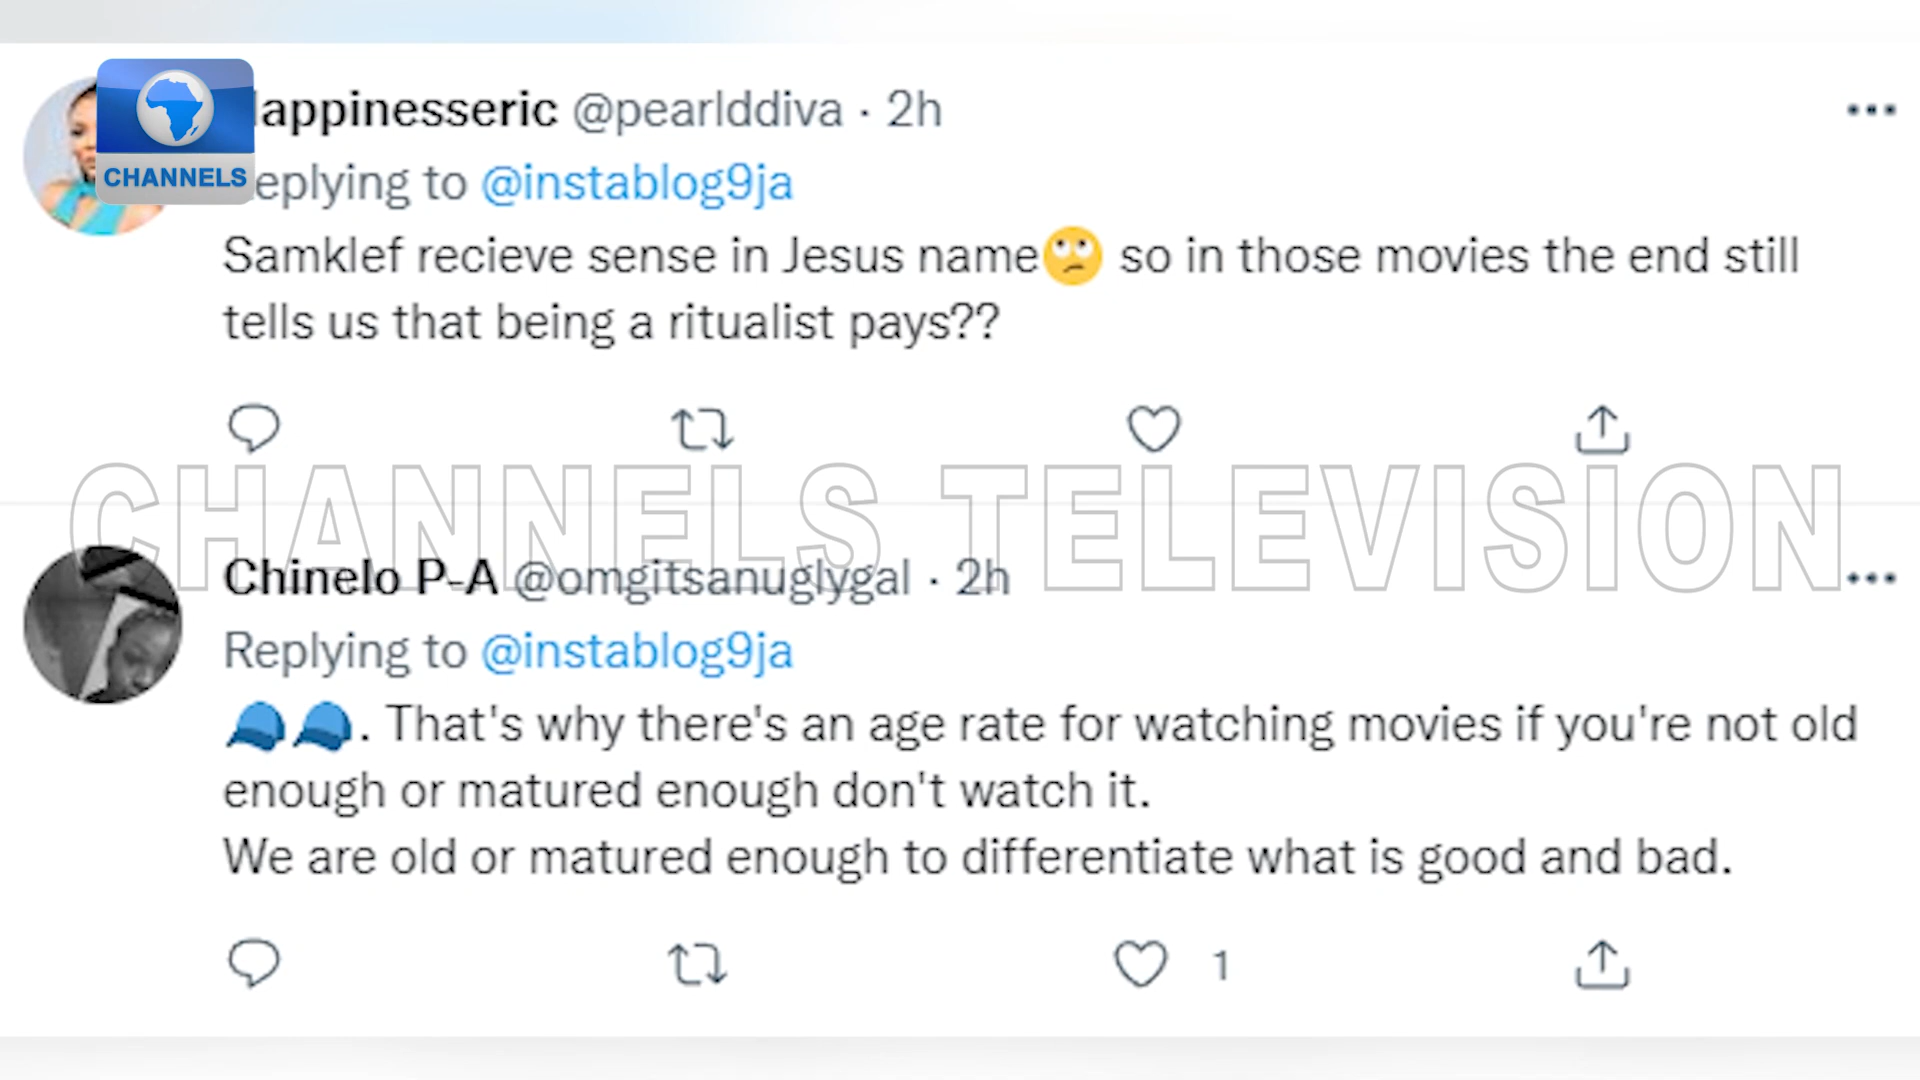 CHANNELS
appinesseric @pearlddiva · 2h
eplying to @instablog9ja
Samklef recieve sense in Jesus name🙄 so in those movies the end still
tells us that being a ritualist pays??
CHANNELS TELEVISION
Chinelo P-A @omgitsanuglygal · 2h
Replying to @instablog9ja
🧢🧢. That's why there's an age rate for watching movies if you're not old
enough or matured enough don't watch it.
We are old or matured enough to differentiate what is good and bad.
1